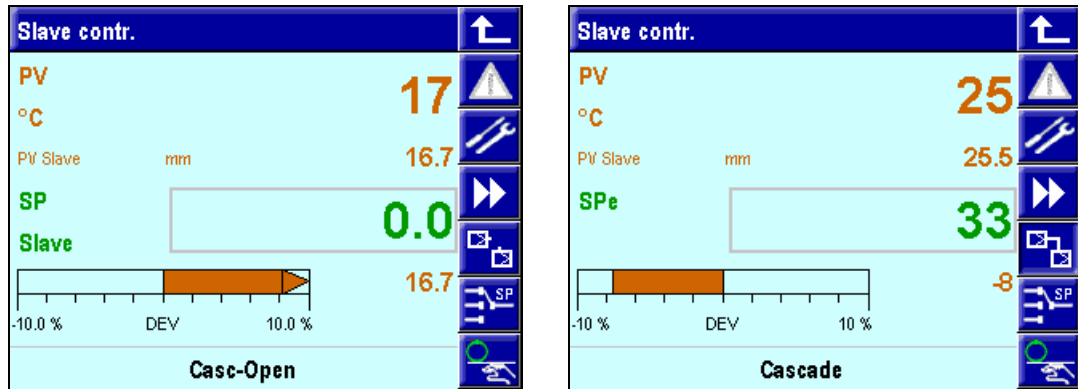 Slave contr.
PV
17
°C
PV Slave mm 16.7
SP
0.0
Slave
16.7
SP
-10.0 % DEV 10.0 %
Casc-Open
Slave contr.
PV
25
°C
PV Slave mm 25.5
SPe
33
-8
SP
-10 % DEV 10 %
Cascade